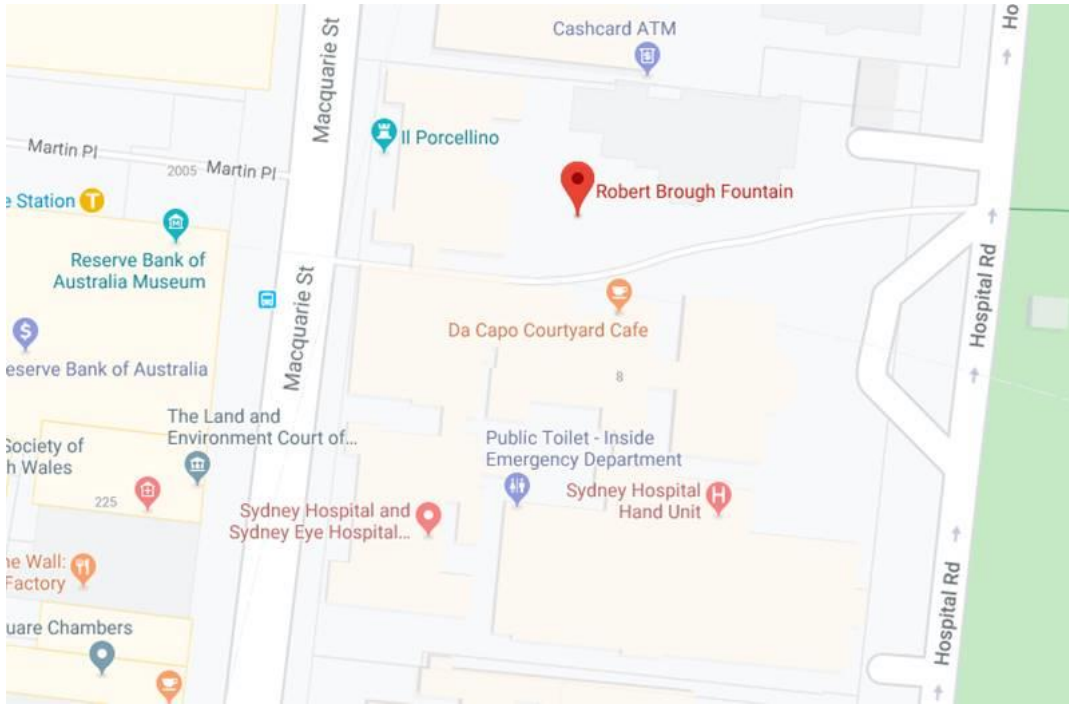 Cashcard ATM
Ho
Macquarie St
Il Porcellino
Martin Pl
2005
Martin Pl
Robert Brough Fountain
e Station
T
Reserve Bank of
Australia Museum
Hospital Rd
Macquarie St
Da Capo Courtyard Cafe
$
eserve Bank of Australia
8
The Land and
Environment Court of...
Society of
h Wales
Public Toilet - Inside
Emergency Department
225
Sydney Hospital
Hand Unit
H
Sydney Hospital and
Sydney Eye Hospital...
ne Wall:
Factory
Hospital Rd
uare Chambers